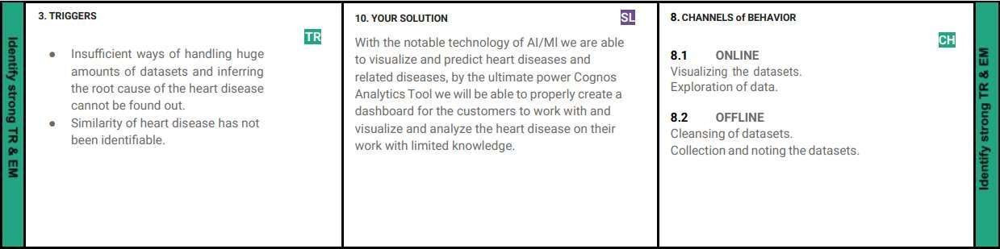 Identify strong TR & EM
3. TRIGGERS
TR
● Insufficient ways of handling huge
amounts of datasets and inferring
the root cause of the heart disease
cannot be found out.
● Similarity of heart disease has not
been identifiable.
10. YOUR SOLUTION
SL
With the notable technology of AI/Ml we are able
to visualize and predict heart diseases and
related diseases, by the ultimate power Cognos
Analytics Tool we will be able to properly create a
dashboard for the customers to work with and
visualize and analyze the heart disease on their
work with limited knowledge.
8. CHANNELS of BEHAVIOR
CH
8.1 ONLINE
Visualizing the datasets.
Exploration of data.
8.2 OFFLINE
Cleansing of datasets.
Collection and noting the datasets.
Identify strong TR & EM